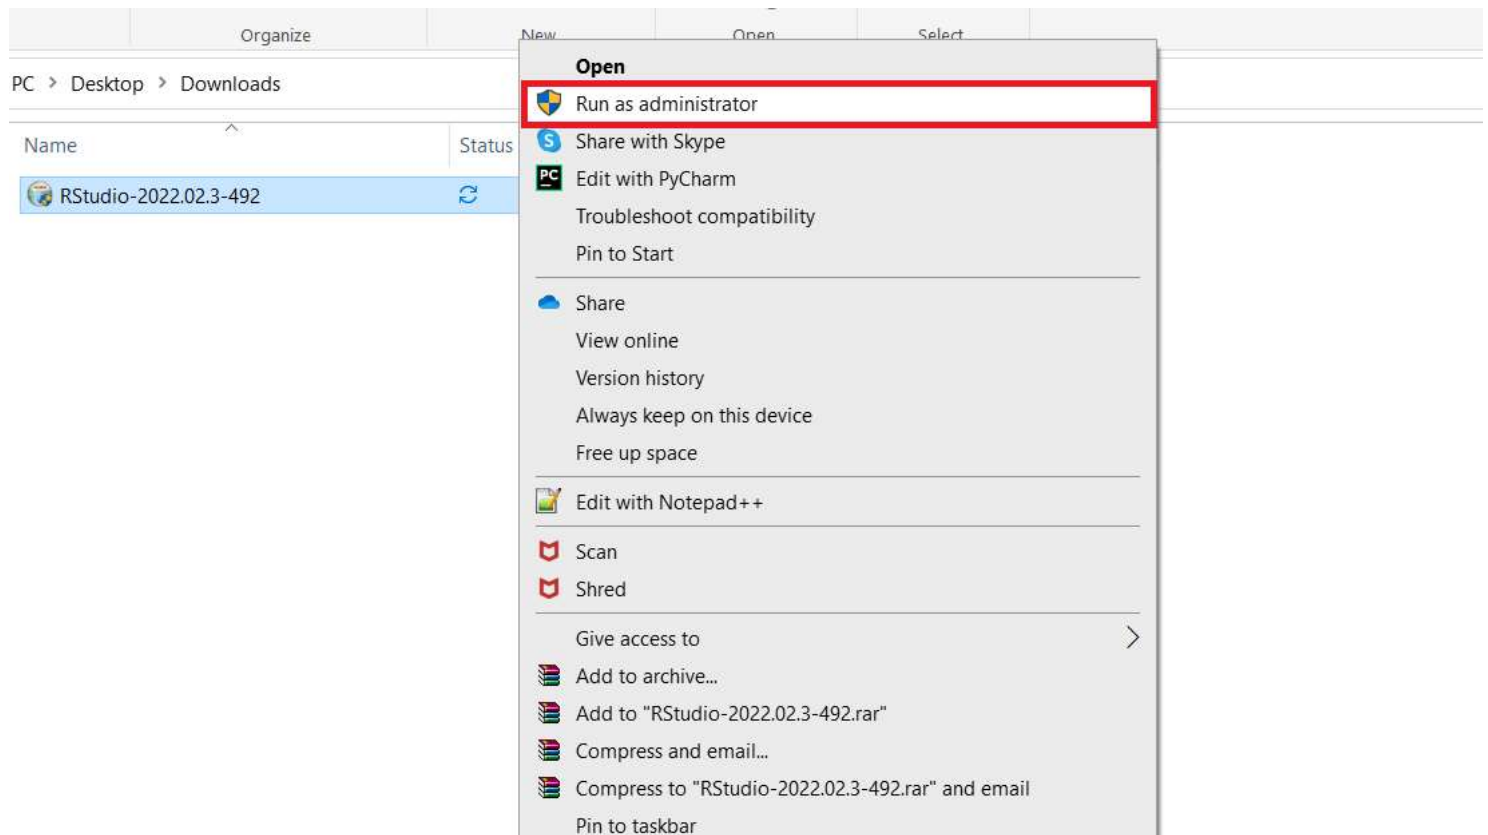 Organize New Open Select
PC > Desktop > Downloads
Name Status
RStudio-2022.02.3-492
Open
Run as administrator
Share with Skype
Edit with PyCharm
Troubleshoot compatibility
Pin to Start
Share
View online
Version history
Always keep on this device
Free up space
Edit with Notepad++
Scan
Shred
Give access to
Add to archive...
Add to "RStudio-2022.02.3-492.rar"
Compress and email...
Compress to "RStudio-2022.02.3-492.rar" and email
Pin to taskbar